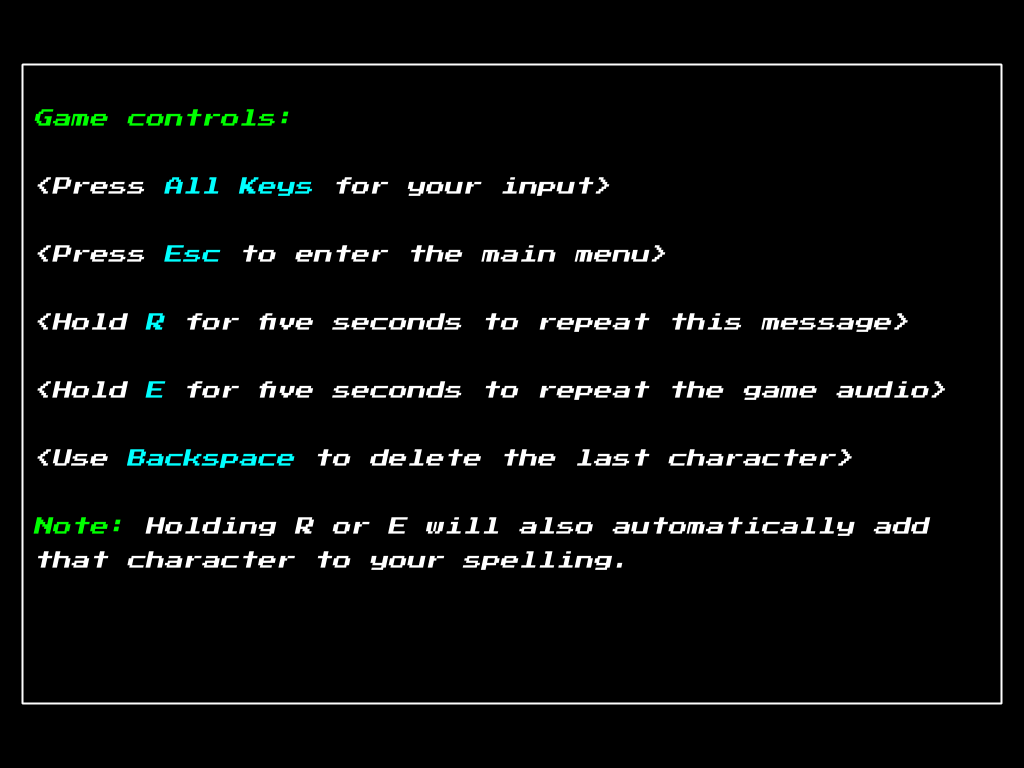 Game controls:
<Press All Keys for your input>
<Press Esc to enter the main menu>
<Hold R for five seconds to repeat this message>
<Hold E for five seconds to repeat the game audio>
<Use Backspace to delete the last character>
Note: Holding R or E will also automatically add
that character to your spelling.